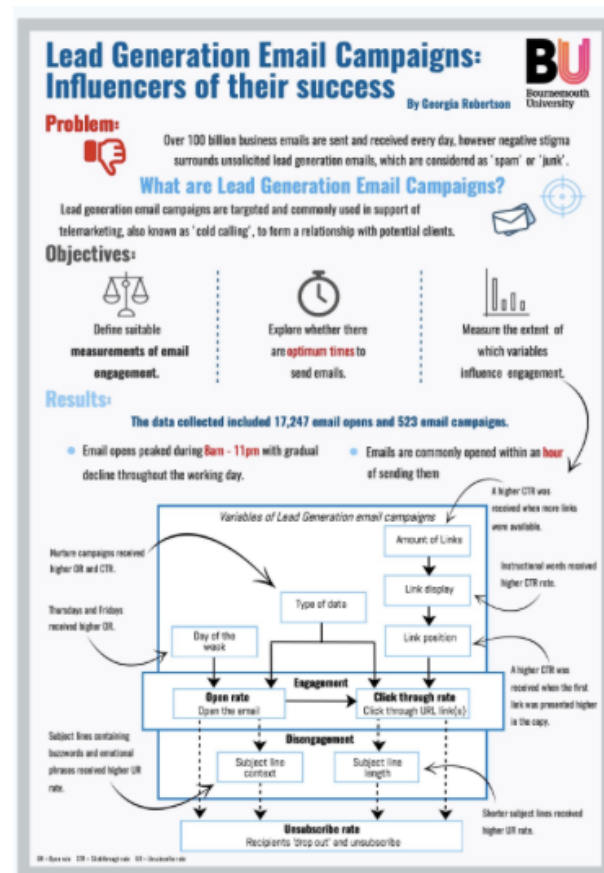 Lead Generation Email Campaigns:
Influencers of their success
By Georgia Robertson
BU
Bournemouth
University
Problem:
Over 100 billion business emails are sent and received every day, however negative stigma
surrounds unsolicited lead generation emails, which are considered as 'spam' or 'junk'.
What are Lead Generation Email Campaigns?
Lead generation email campaigns are targeted and commonly used in support of
telemarketing, also known as 'cold calling', to form a relationship with potential clients.
Objectives:
Define suitable
measurements of email
engagement.
Explore whether there
are optimum times to
send emails.
Measure the extent of
which variables
influence engagement.
Results:
The data collected included 17,247 email opens and 523 email campaigns.
Email opens peaked during 8am - 11pm with gradual
decline throughout the working day.
Emails are commonly opened within an hour
of sending them
Variables of Lead Generation email campaigns
A higher CTR was
received when more links
were available.
Amount of Links
Nurture campaigns received
higher OR and CTR.
Instructional words received
higher CTR rate.
Link display
Type of data
Thursdays and Fridays
received higher OR.
Day of the
week
Link position
A higher CTR was
received when the first
link was presented higher
in the copy.
Engagement
Open rate
Open the email
Click through rate
Click through URL link(s)
Disengagement
Subject lines containing
buzzwords and emotional
phrases received higher UR
rate.
Subject line
context
Subject line
length
Shorter subject lines received
higher UR rate.
Unsubscribe rate
Recipients 'drop out' and unsubscribe
OR - Open rate CTR - Click through rate UR - Unsubscribe rate